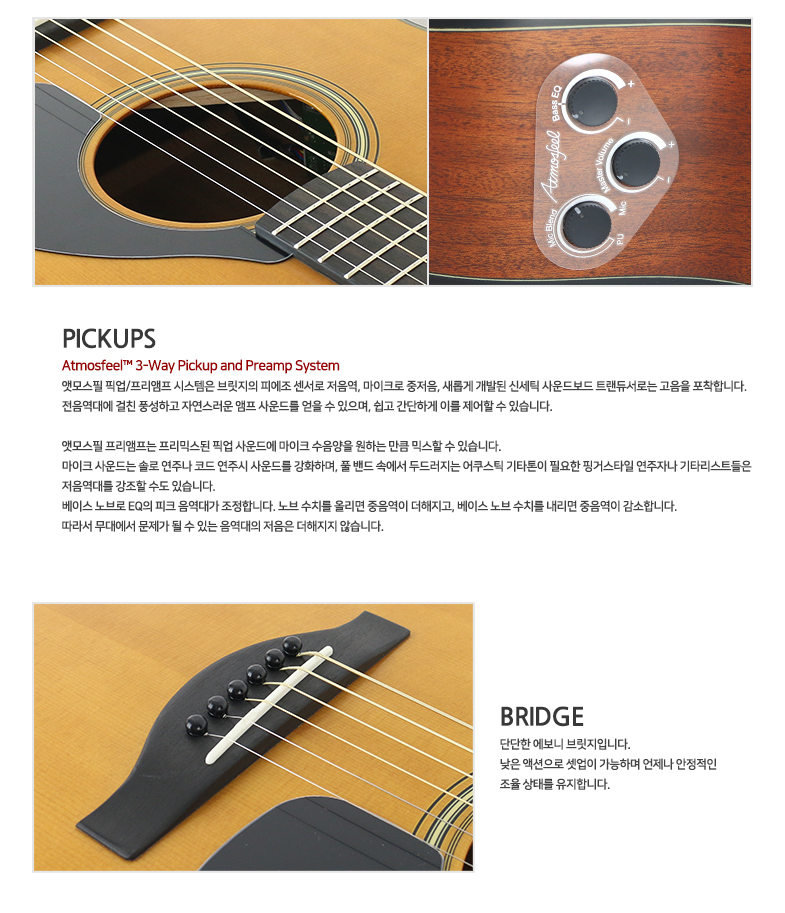 Bass EQ
+
-
Atmosfeel
Master Volume
+
-
Mic Blend
Mic
PU
PICKUPS
Atmosfeel™ 3-Way Pickup and Preamp System
앳모스필 픽업/프리앰프 시스템은 브릿지의 피에조 센서로 저음역, 마이크로 중저음, 새롭게 개발된 신세틱 사운드보드 트랜듀서로는 고음을 포착합니다.
전음역대에 걸친 풍성하고 자연스러운 앰프 사운드를 얻을 수 있으며, 쉽고 간단하게 이를 제어할 수 있습니다.
앳모스필 프리앰프는 프리믹스된 픽업 사운드에 마이크 수음양을 원하는 만큼 믹스할 수 있습니다.
마이크 사운드는 솔로 연주나 코드 연주시 사운드를 강화하며, 풀 밴드 속에서 두드러지는 어쿠스틱 기타톤이 필요한 핑거스타일 연주자나 기타리스트들은
저음역대를 강조할 수도 있습니다.
베이스 노브로 EQ의 피크 음역대가 조정합니다. 노브 수치를 올리면 중음역이 더해지고, 베이스 노브 수치를 내리면 중음역이 감소합니다.
따라서 무대에서 문제가 될 수 있는 음역대의 저음은 더해지지 않습니다.
BRIDGE
단단한 에보니 브릿지입니다.
낮은 액션으로 셋업이 가능하며 언제나 안정적인
조율 상태를 유지합니다.